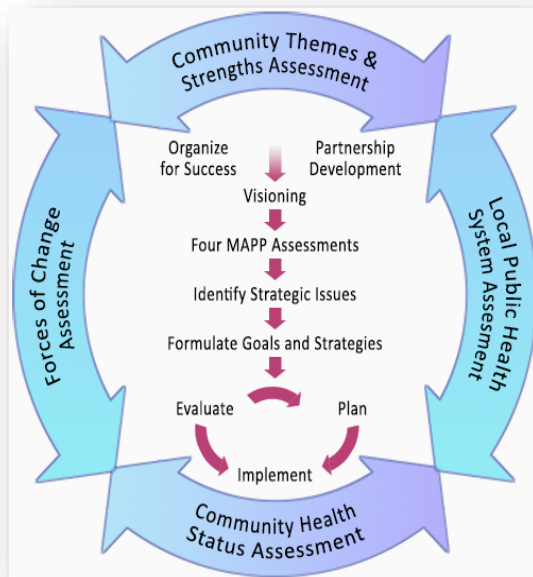 Community Themes &
Strengths Assessment
Organize
for Success
Partnership
Development
Visioning
Four MAPP Assessments
Identify Strategic Issues
Formulate Goals and Strategies
Evaluate
Plan
Implement
Forces of Change
Assessment
Local Public Health
System Assesment
Community Health
Status Assessment